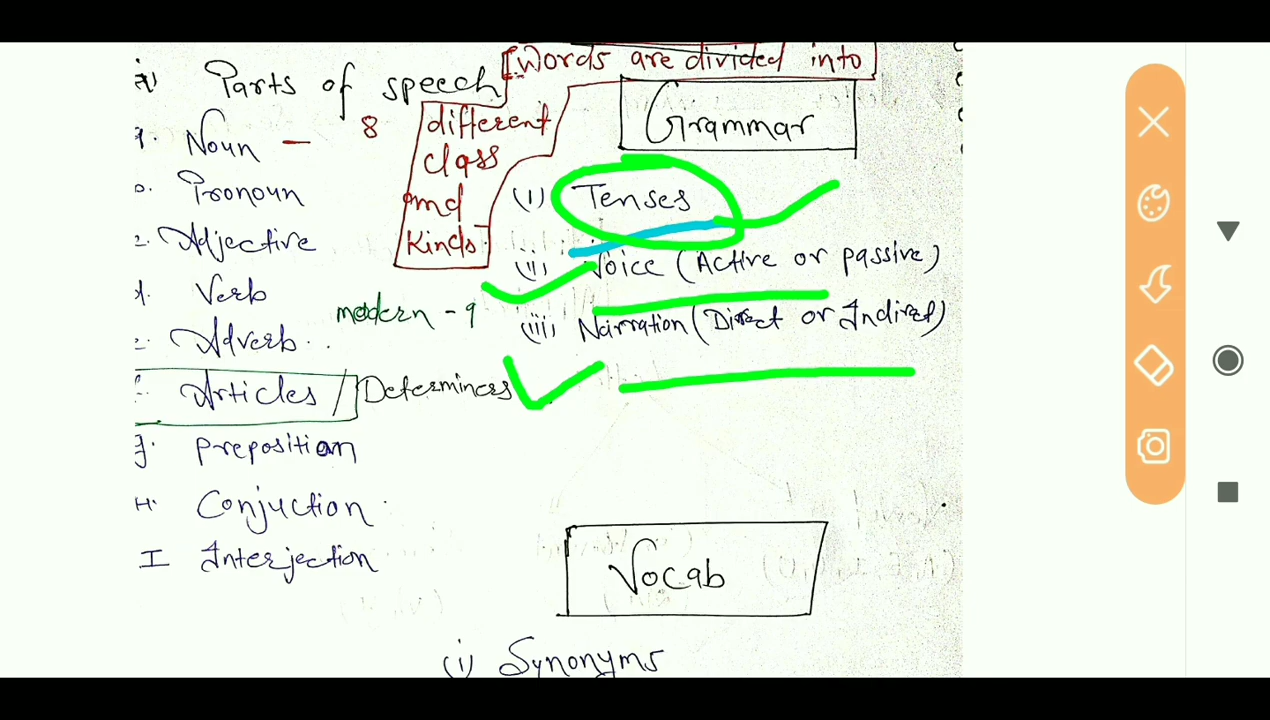 Parts of speech
[Words are divided into
different
class
and
Kinds]
a. Noun - 8
b. Pronoun
c. Adjective
d. Verb
modern - 9
e. Adverb
Articles / Determiners
g. Preposition
H. Conjuction
I Interjection
Grammar
(i) Tenses
(ii) Voice (Active or passive)
(iii) Narration (Direct or Indirect)
Vocab
(i) Synonyms